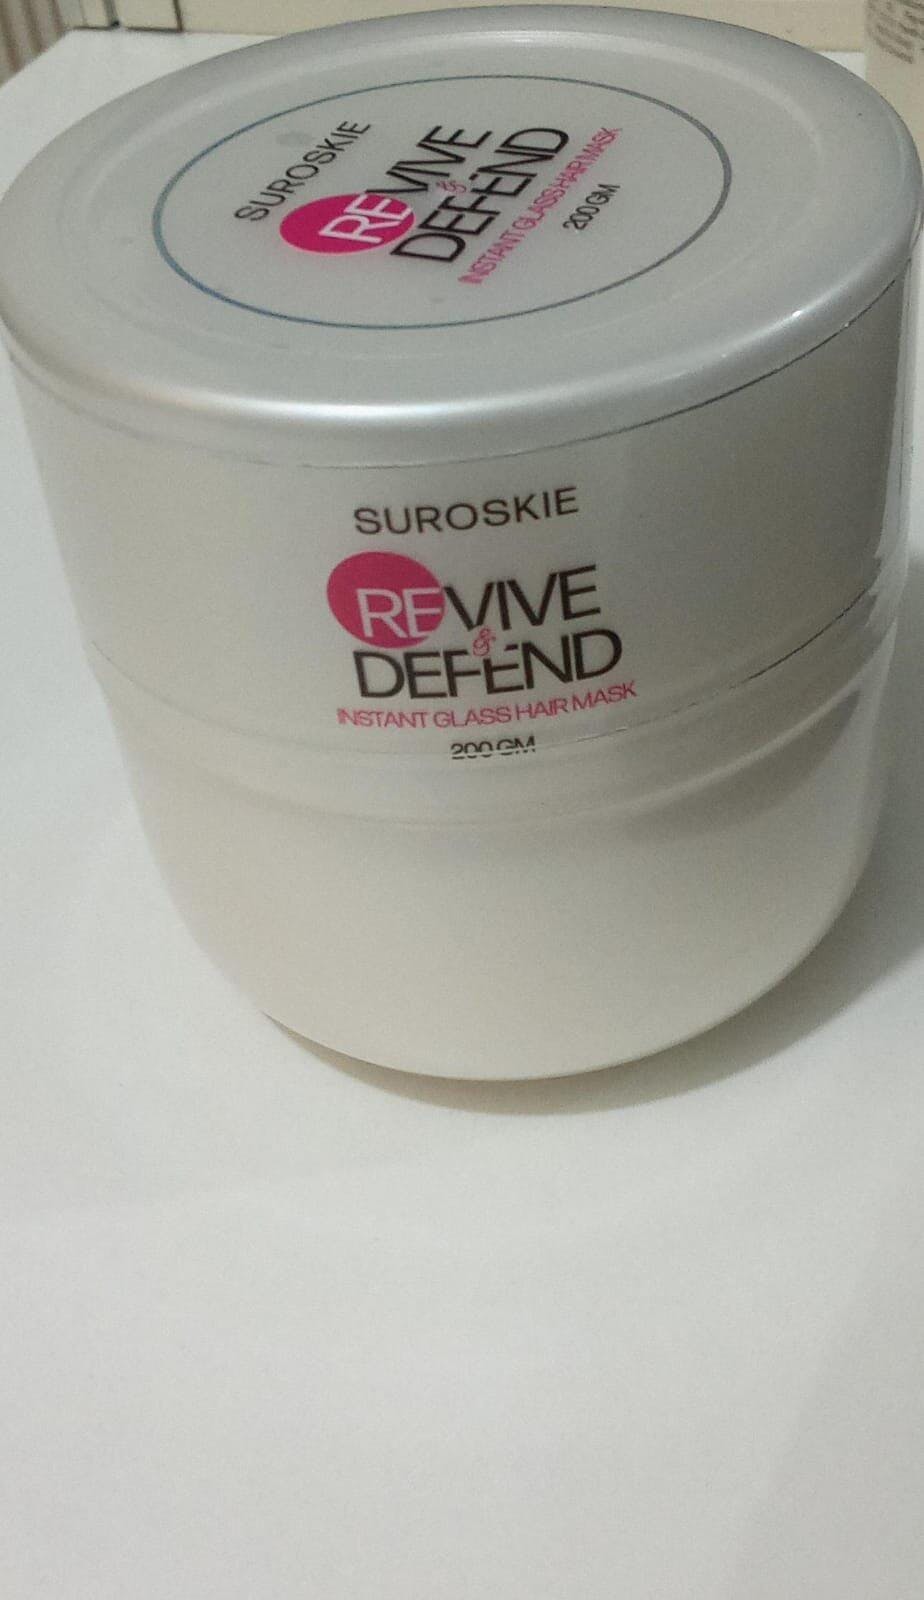 SUROSKIE
REVIVE
&
DEFEND
INSTANT GLASS HAIR MASK
200 GM
SUROSKIE
REVIVE
&
DEFEND
INSTANT GLASS HAIR MASK
200 GM